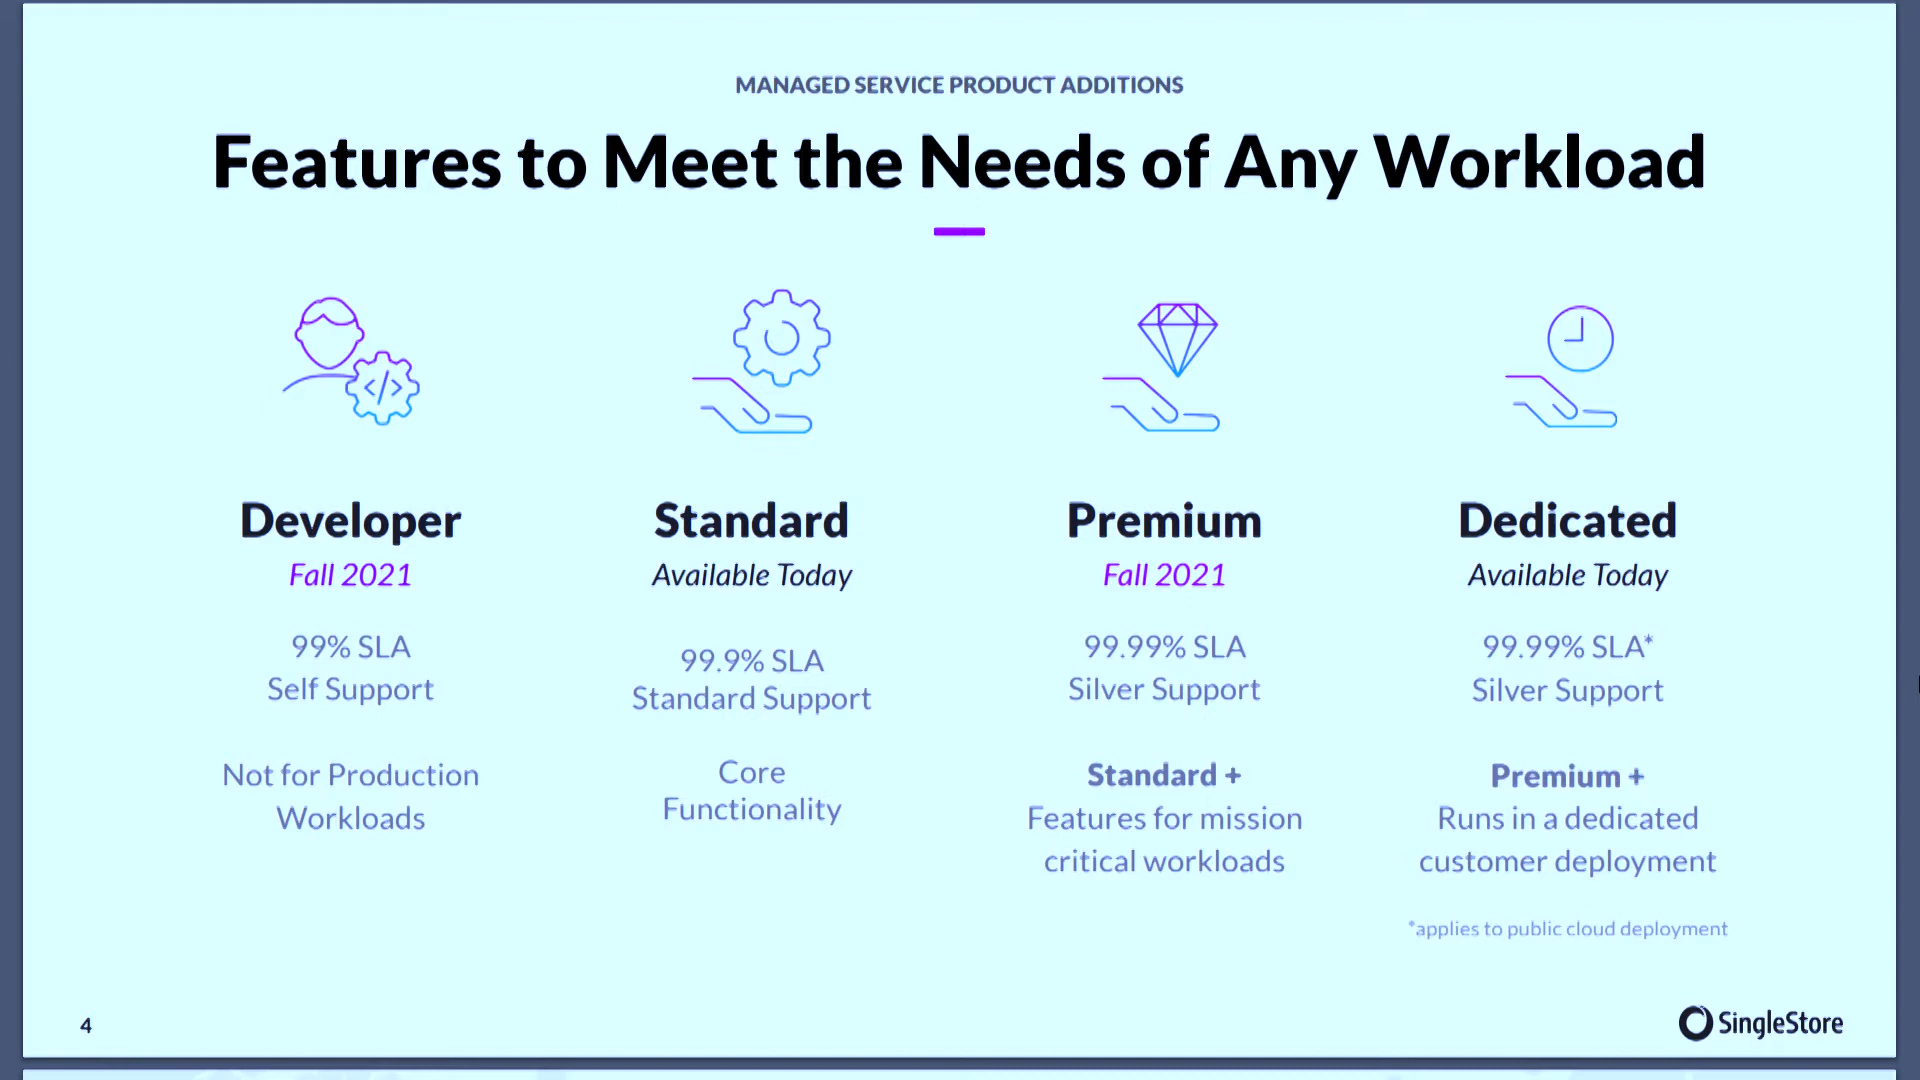 MANAGED SERVICE PRODUCT ADDITIONS
Features to Meet the Needs of Any Workload
</>
Developer
Fall 2021
99% SLA
Self Support
Not for Production
Workloads
Standard
Available Today
99.9% SLA
Standard Support
Core
Functionality
Premium
Fall 2021
99.99% SLA
Silver Support
Standard +
Features for mission
critical workloads
Dedicated
Available Today
99.99% SLA*
Silver Support
Premium +
Runs in a dedicated
customer deployment
*applies to public cloud deployment
4
SingleStore